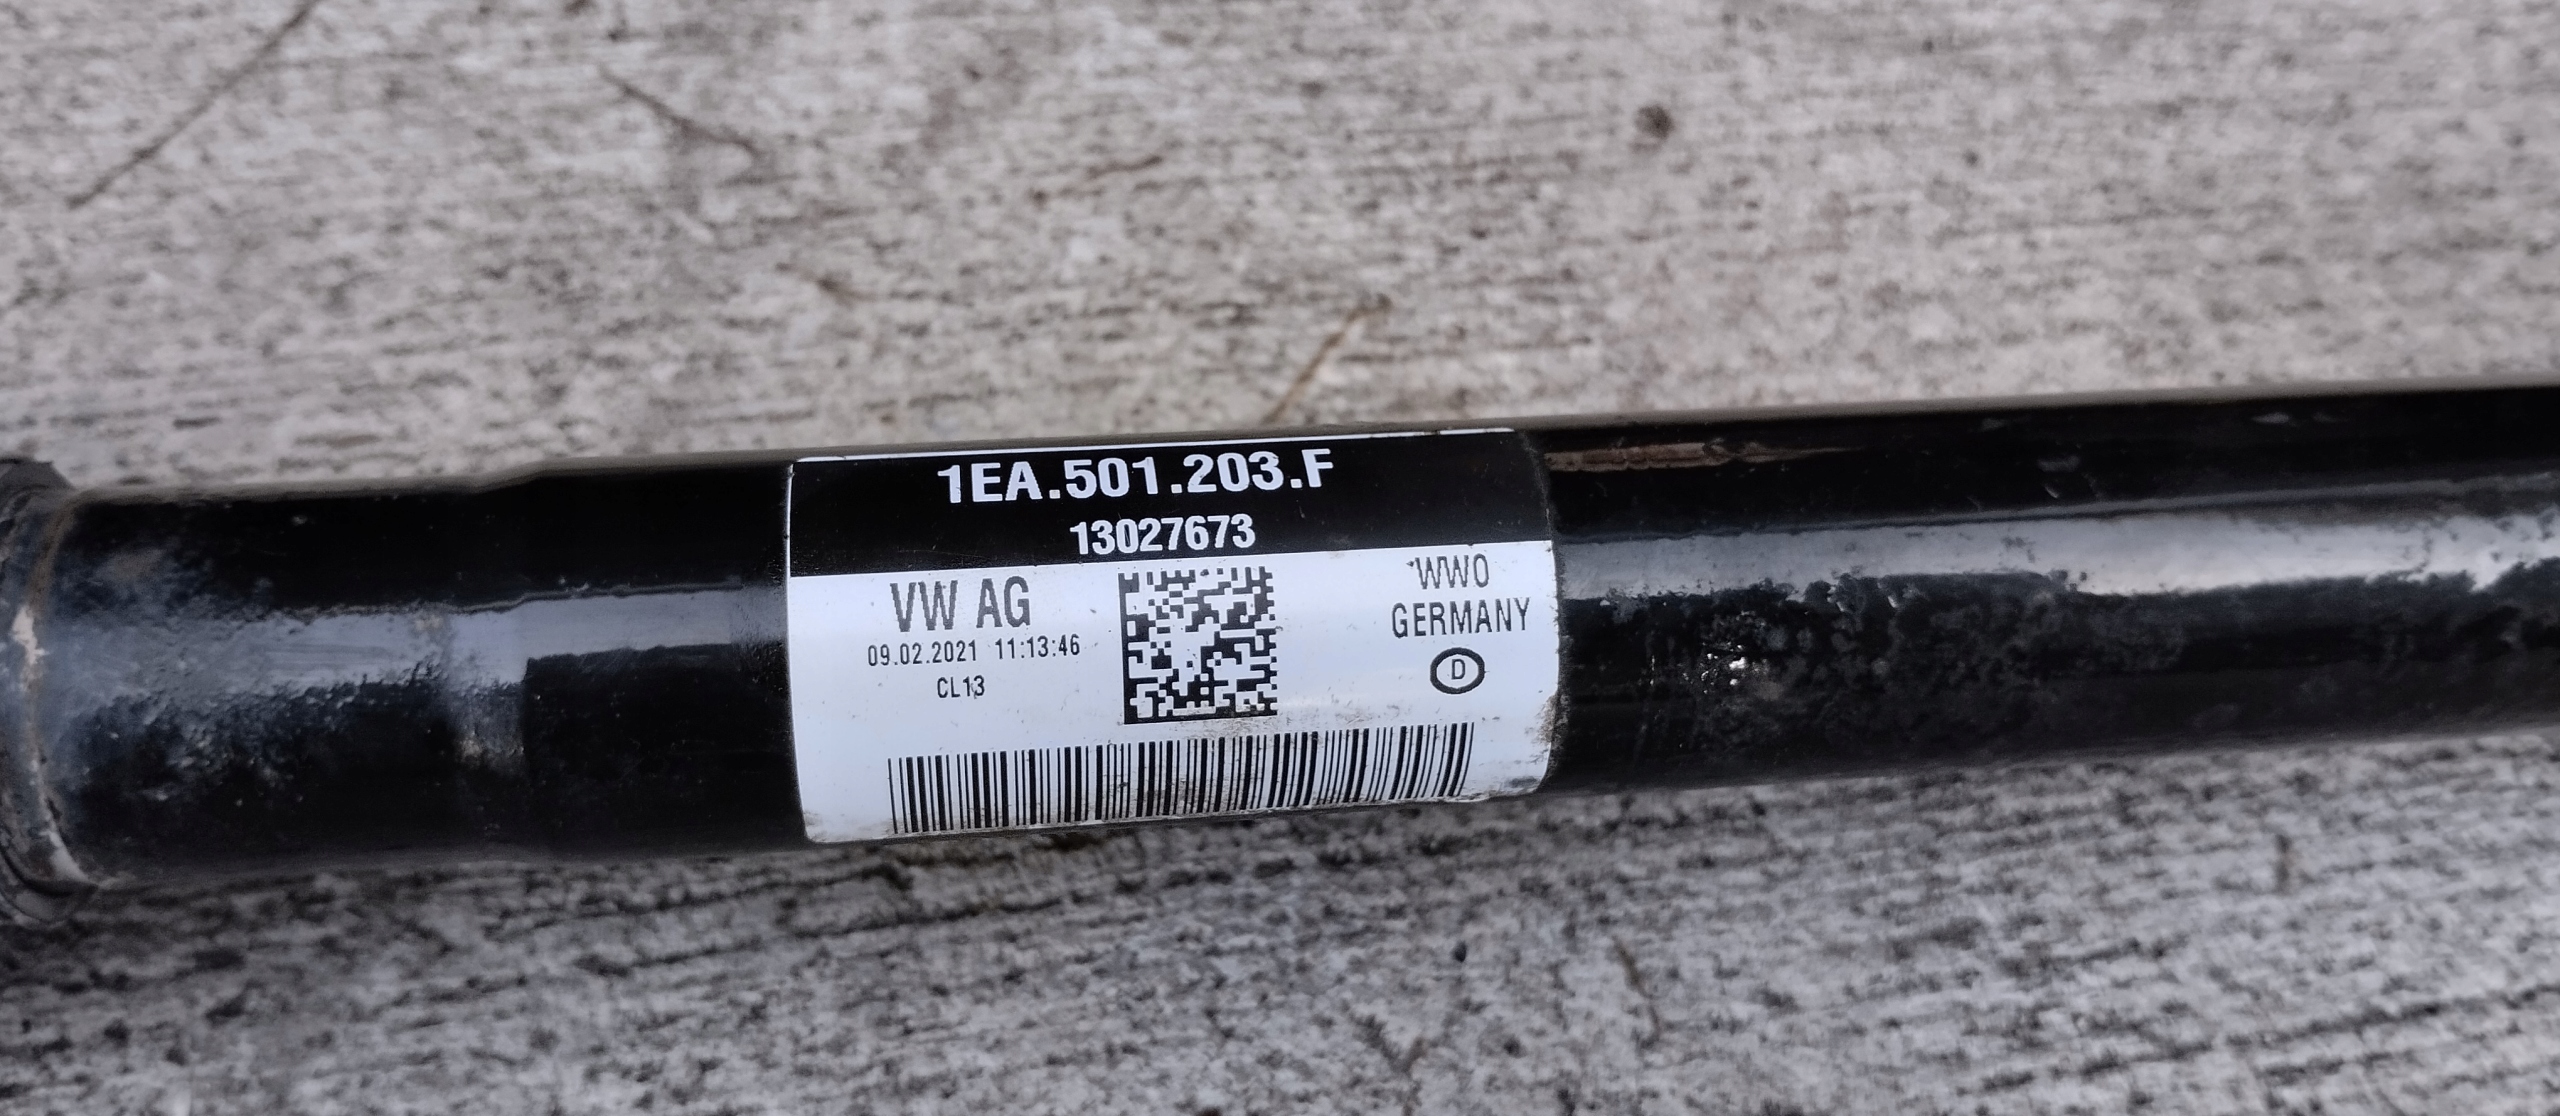 1EA.501.203.F
13027673
VW AG
09.02.2021 11:13:46
CL13
WWO
GERMANY
D